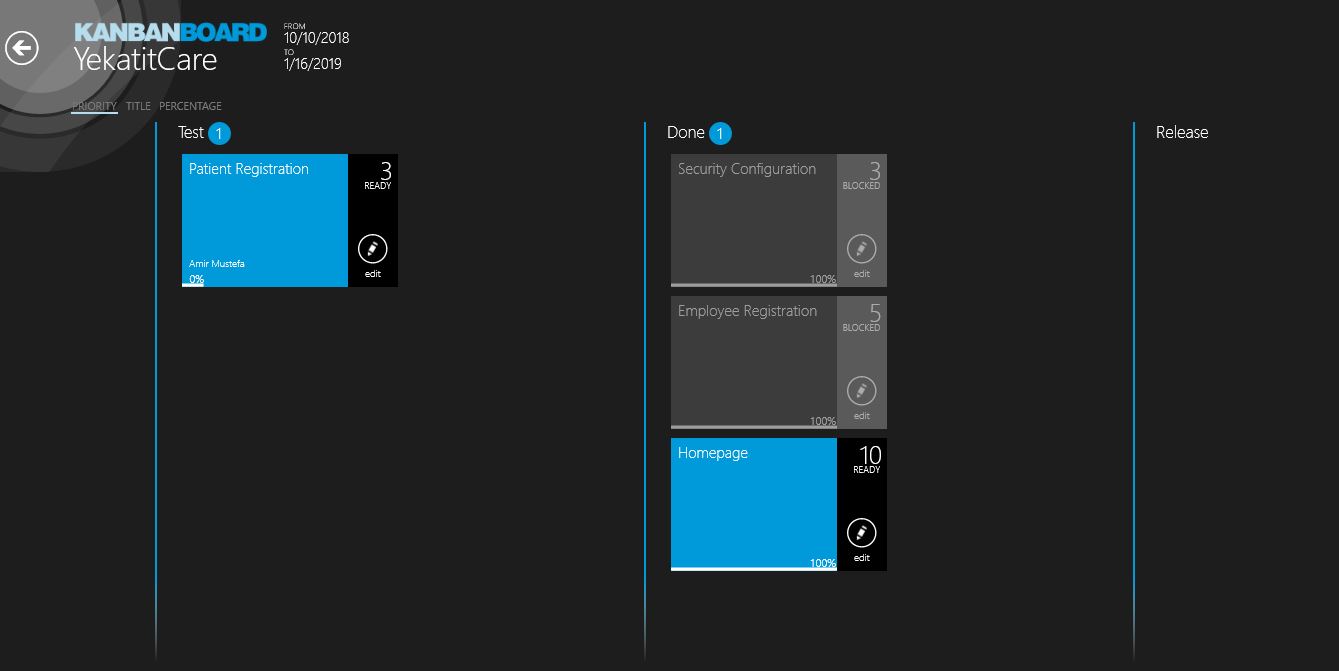 KANBANBOARD
YekatitCare
FROM
10/10/2018
TO
1/16/2019
PRIORITY TITLE PERCENTAGE
Test 1
Patient Registration
3
READY
Amir Mustefa
0%
edit
Done 1
Security Configuration
3
BLOCKED
100%
edit
Employee Registration
5
BLOCKED
100%
edit
Homepage
10
READY
100%
edit
Release